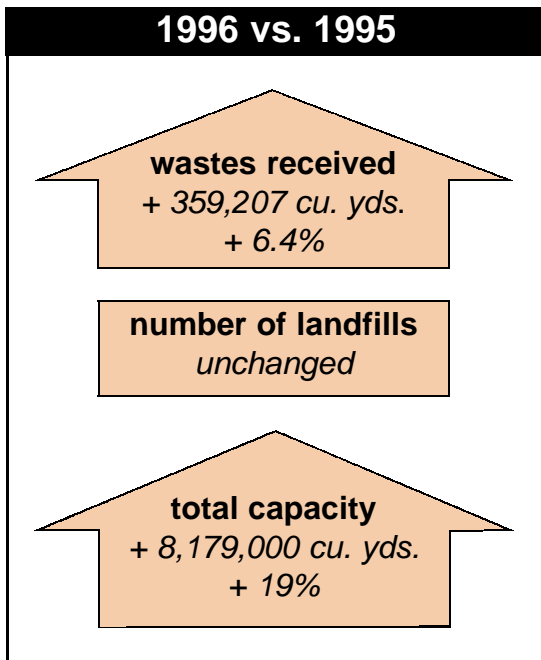 1996 vs. 1995
wastes received
+ 359,207 cu. yds.
+ 6.4%
number of landfills
unchanged
total capacity
+ 8,179,000 cu. yds.
+ 19%